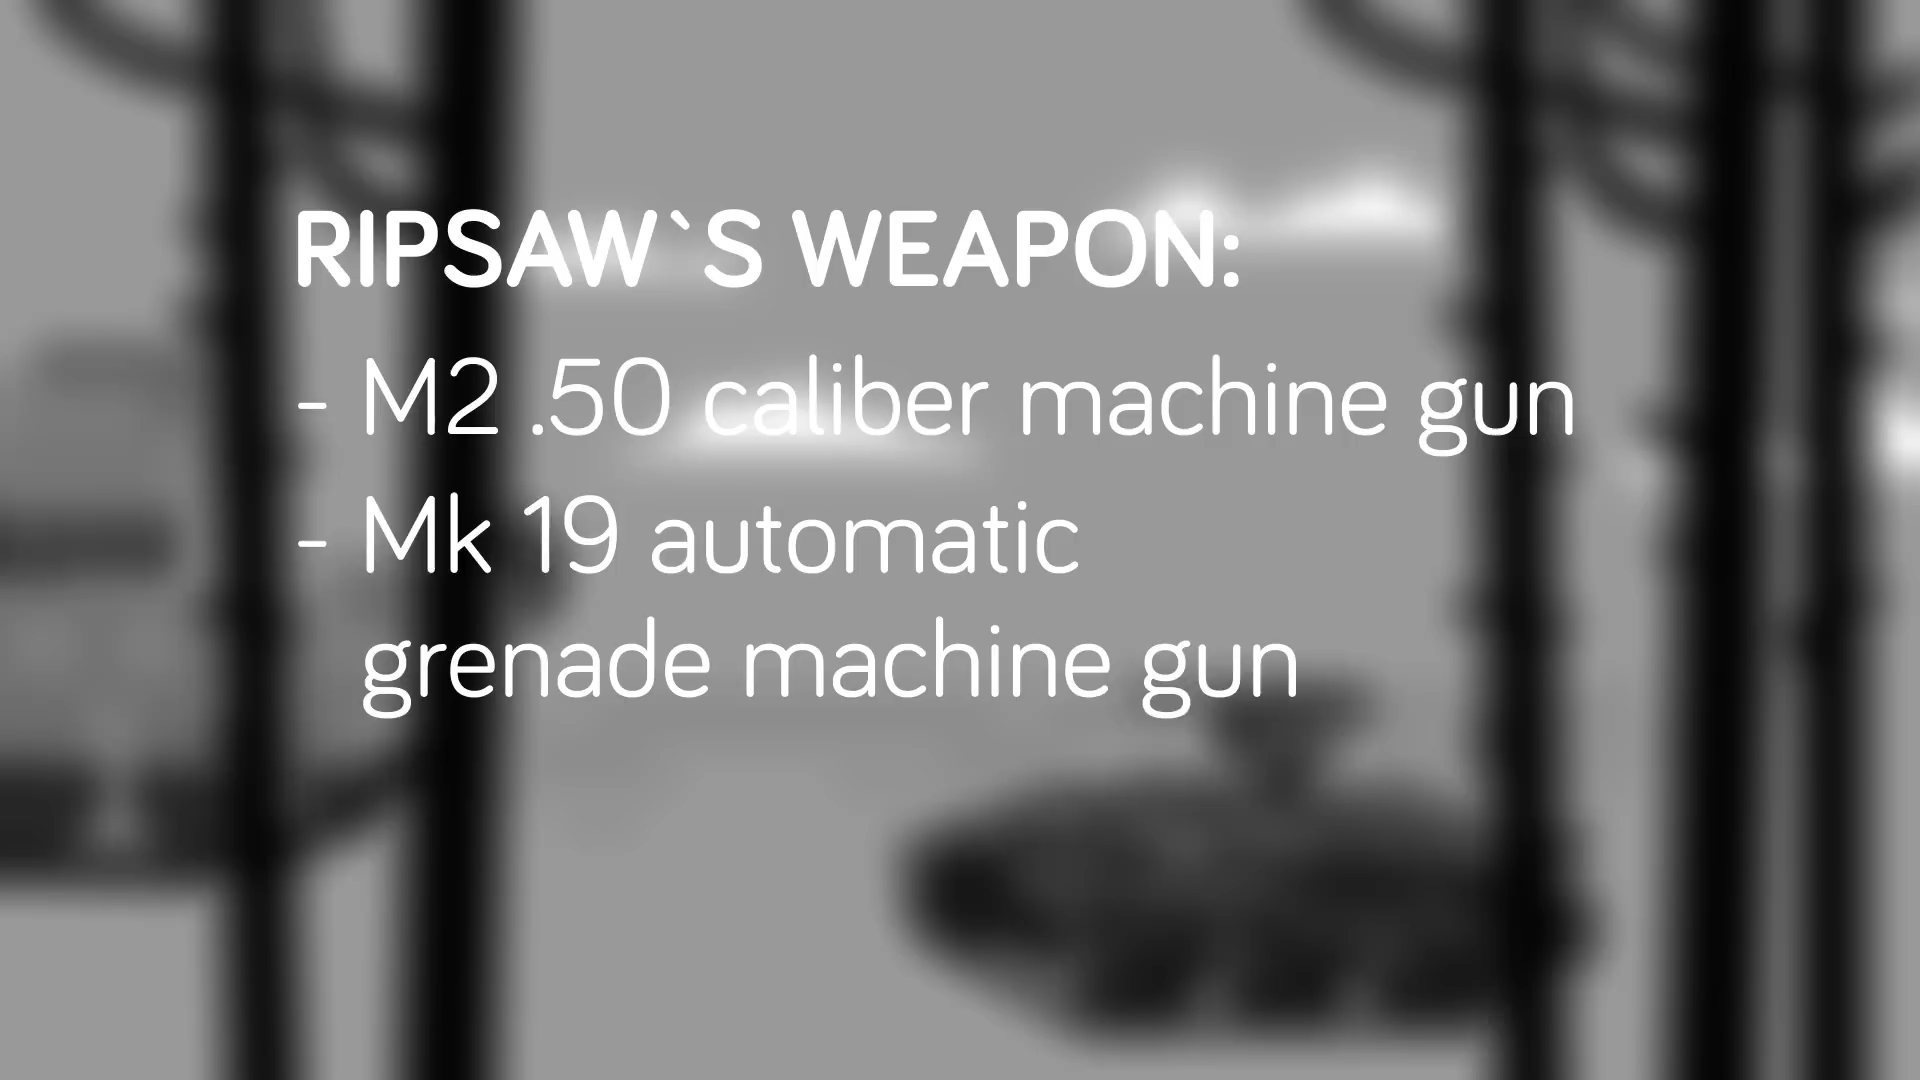 RIPSAW`S WEAPON:
- M2 .50 caliber machine gun
- Mk 19 automatic
grenade machine gun